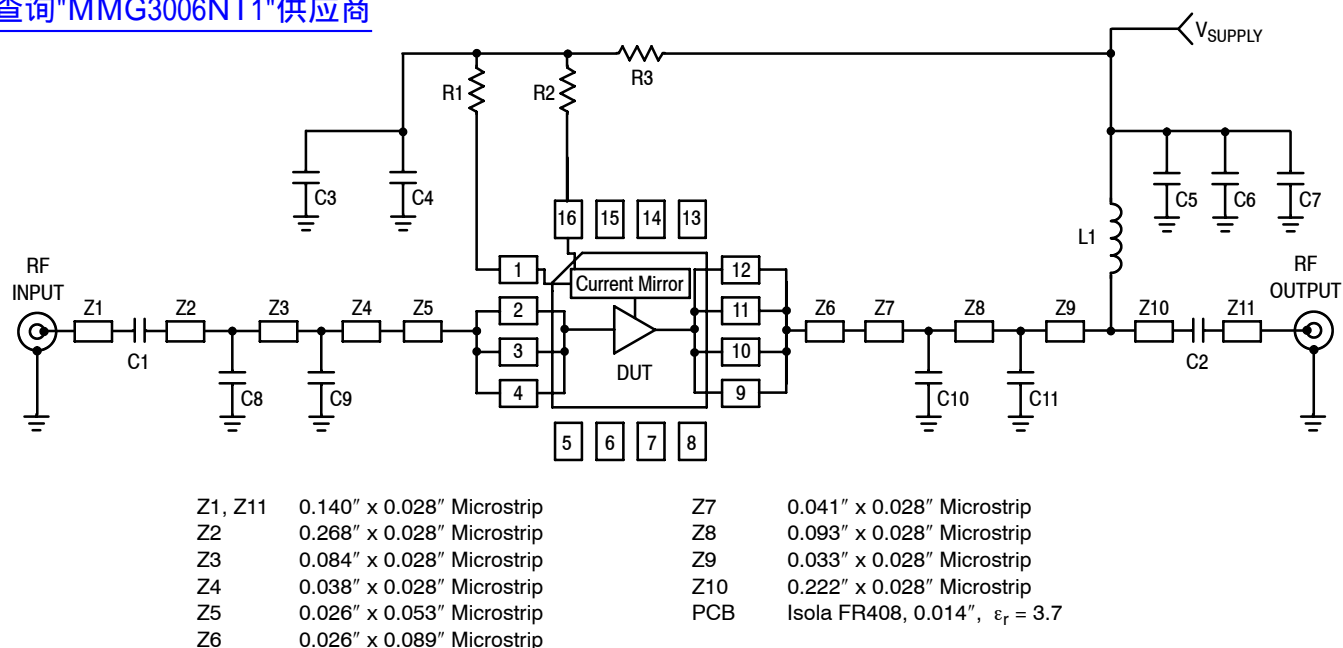 查询"MMG3006NT1"供应商
VSUPPLY
R3
R1
R2
C3
C4
C5
C6
C7
16
15
14
13
L1
RF
INPUT
RF
OUTPUT
1
Current Mirror
12
Z1
Z2
Z3
Z4
Z5
2
11
Z6
Z7
Z8
Z9
Z10
Z11
C1
3
10
C2
DUT
C8
C9
4
9
C10
C11
5
6
7
8
Z1, Z11 0.140″ x 0.028″ Microstrip
Z2 0.268″ x 0.028″ Microstrip
Z3 0.084″ x 0.028″ Microstrip
Z4 0.038″ x 0.028″ Microstrip
Z5 0.026″ x 0.053″ Microstrip
Z6 0.026″ x 0.089″ Microstrip
Z7 0.041″ x 0.028″ Microstrip
Z8 0.093″ x 0.028″ Microstrip
Z9 0.033″ x 0.028″ Microstrip
Z10 0.222″ x 0.028″ Microstrip
PCB Isola FR408, 0.014″, εr = 3.7